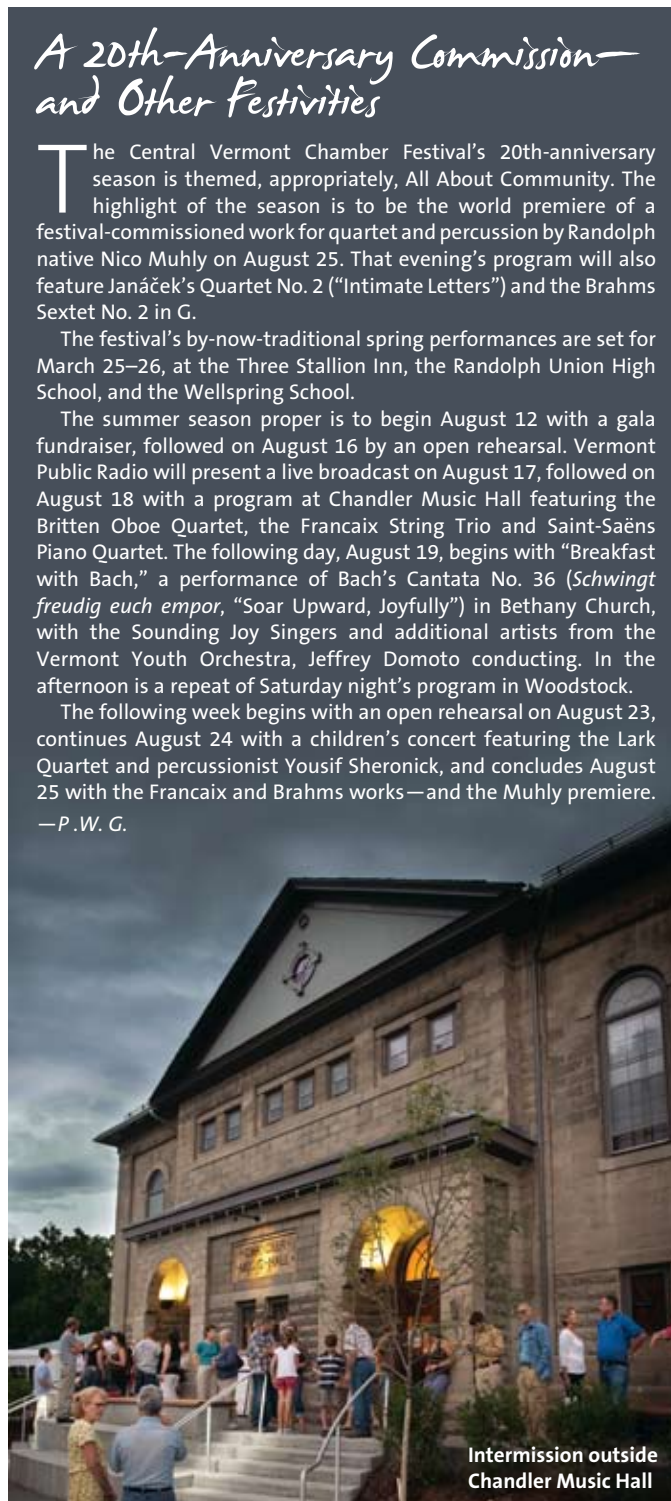 A 20th–Anniversary Commission—
and Other Festivities
The Central Vermont Chamber Festival’s 20th-anniversary
season is themed, appropriately, All About Community. The
highlight of the season is to be the world premiere of a
festival-commissioned work for quartet and percussion by Randolph
native Nico Muhly on August 25. That evening’s program will also
feature Janáček’s Quartet No. 2 (“Intimate Letters”) and the Brahms
Sextet No. 2 in G.
The festival’s by-now-traditional spring performances are set for
March 25–26, at the Three Stallion Inn, the Randolph Union High
School, and the Wellspring School.
The summer season proper is to begin August 12 with a gala
fundraiser, followed on August 16 by an open rehearsal. Vermont
Public Radio will present a live broadcast on August 17, followed on
August 18 with a program at Chandler Music Hall featuring the
Britten Oboe Quartet, the Francaix String Trio and Saint-Saëns
Piano Quartet. The following day, August 19, begins with “Breakfast
with Bach,” a performance of Bach’s Cantata No. 36 (Schwingt
freudig euch empor, “Soar Upward, Joyfully”) in Bethany Church,
with the Sounding Joy Singers and additional artists from the
Vermont Youth Orchestra, Jeffrey Domoto conducting. In the
afternoon is a repeat of Saturday night’s program in Woodstock.
The following week begins with an open rehearsal on August 23,
continues August 24 with a children’s concert featuring the Lark
Quartet and percussionist Yousif Sheronick, and concludes August
25 with the Francaix and Brahms works—and the Muhly premiere.
—P .W. G.
MUSIC HALL
Intermission outside
Chandler Music Hall